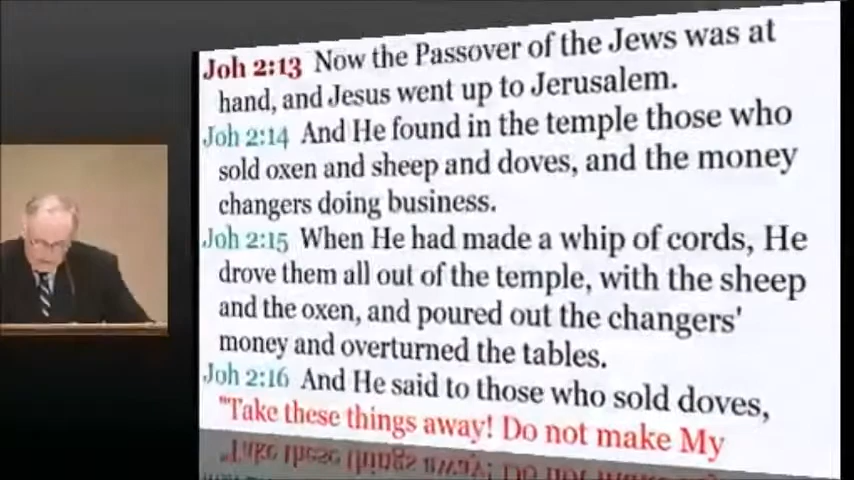 Joh 2:13 Now the Passover of the Jews was at
hand, and Jesus went up to Jerusalem.
Joh 2:14 And He found in the temple those who
sold oxen and sheep and doves, and the money
changers doing business.
Joh 2:15 When He had made a whip of cords, He
drove them all out of the temple, with the sheep
and the oxen, and poured out the changers'
money and overturned the tables.
Joh 2:16 And He said to those who sold doves,
"Take these things away! Do not make My